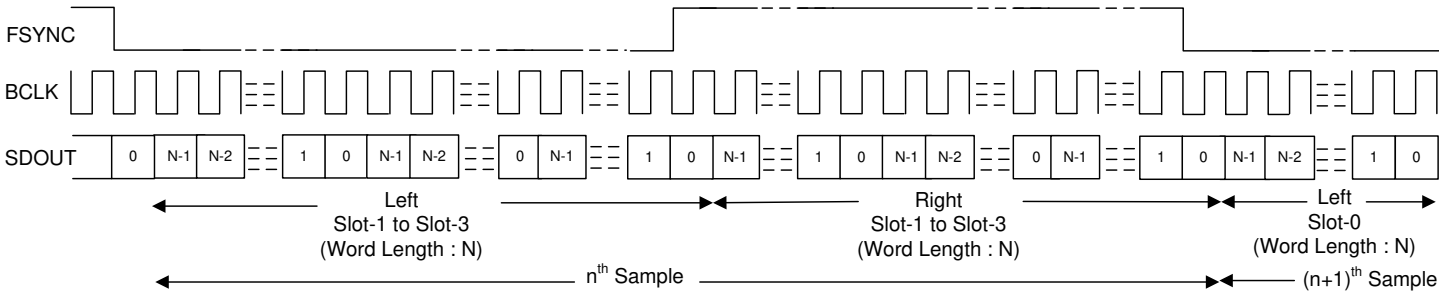 FSYNC
BCLK
SDOUT
0 N-1 N-2 1 0 N-1 N-2 0 N-1 1 0 N-1 1 0 N-1 N-2 0 N-1 1 0 N-1 N-2 1 0
Left
Slot-1 to Slot-3
(Word Length : N)
Right
Slot-1 to Slot-3
(Word Length : N)
Left
Slot-0
(Word Length : N)
nth Sample
(n+1)th Sample